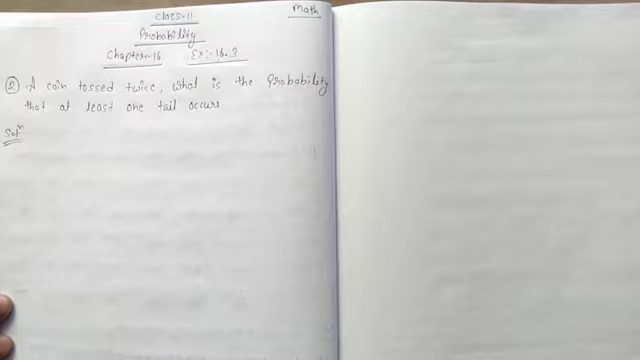 Class-11
Math
Probability
Chapter-16 Ex:- 16.3
② A coin tossed twice, what is the Probability
that at least one tail occurs
Solⁿ